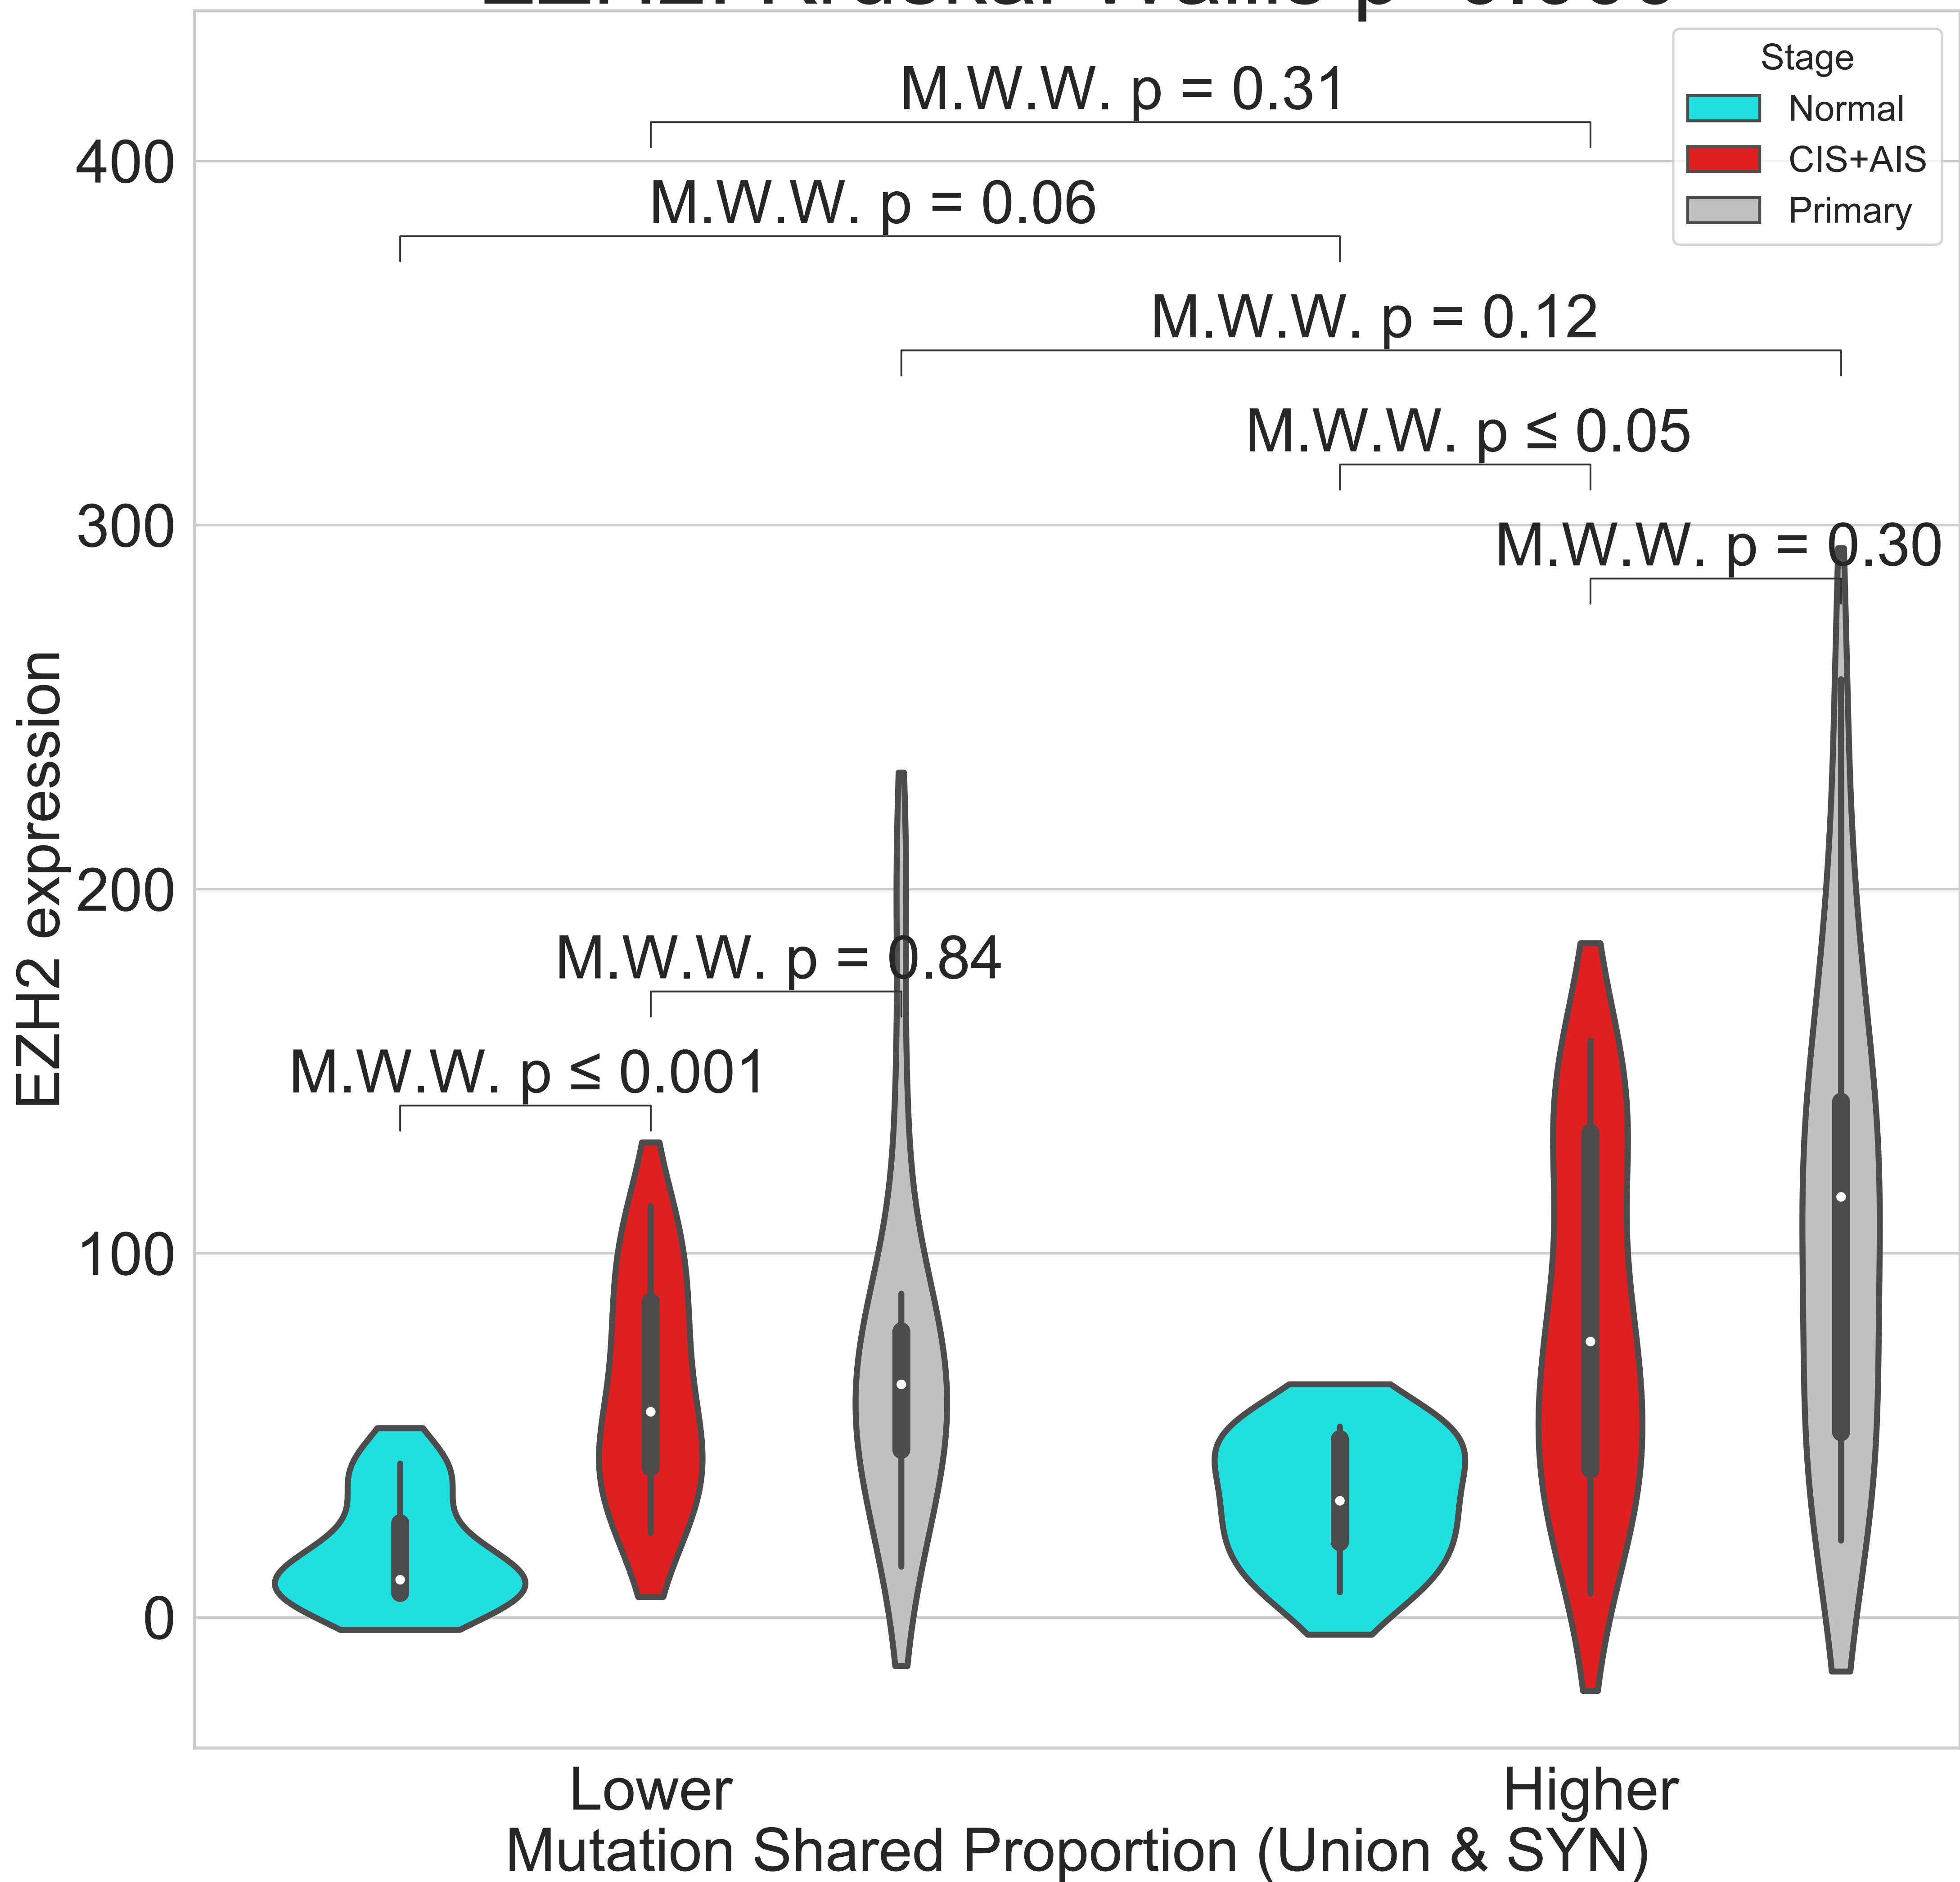 M.W.W. p = 0.31
M.W.W. p = 0.06
M.W.W. p = 0.12
M.W.W. p ≤ 0.05
M.W.W. p = 0.30
M.W.W. p = 0.84
M.W.W. p ≤ 0.001
Stage
Normal
CIS+AIS
Primary
EZH2 expression
400
300
200
100
0
Lower
Higher
Mutation Shared Proportion (Union & SYN)